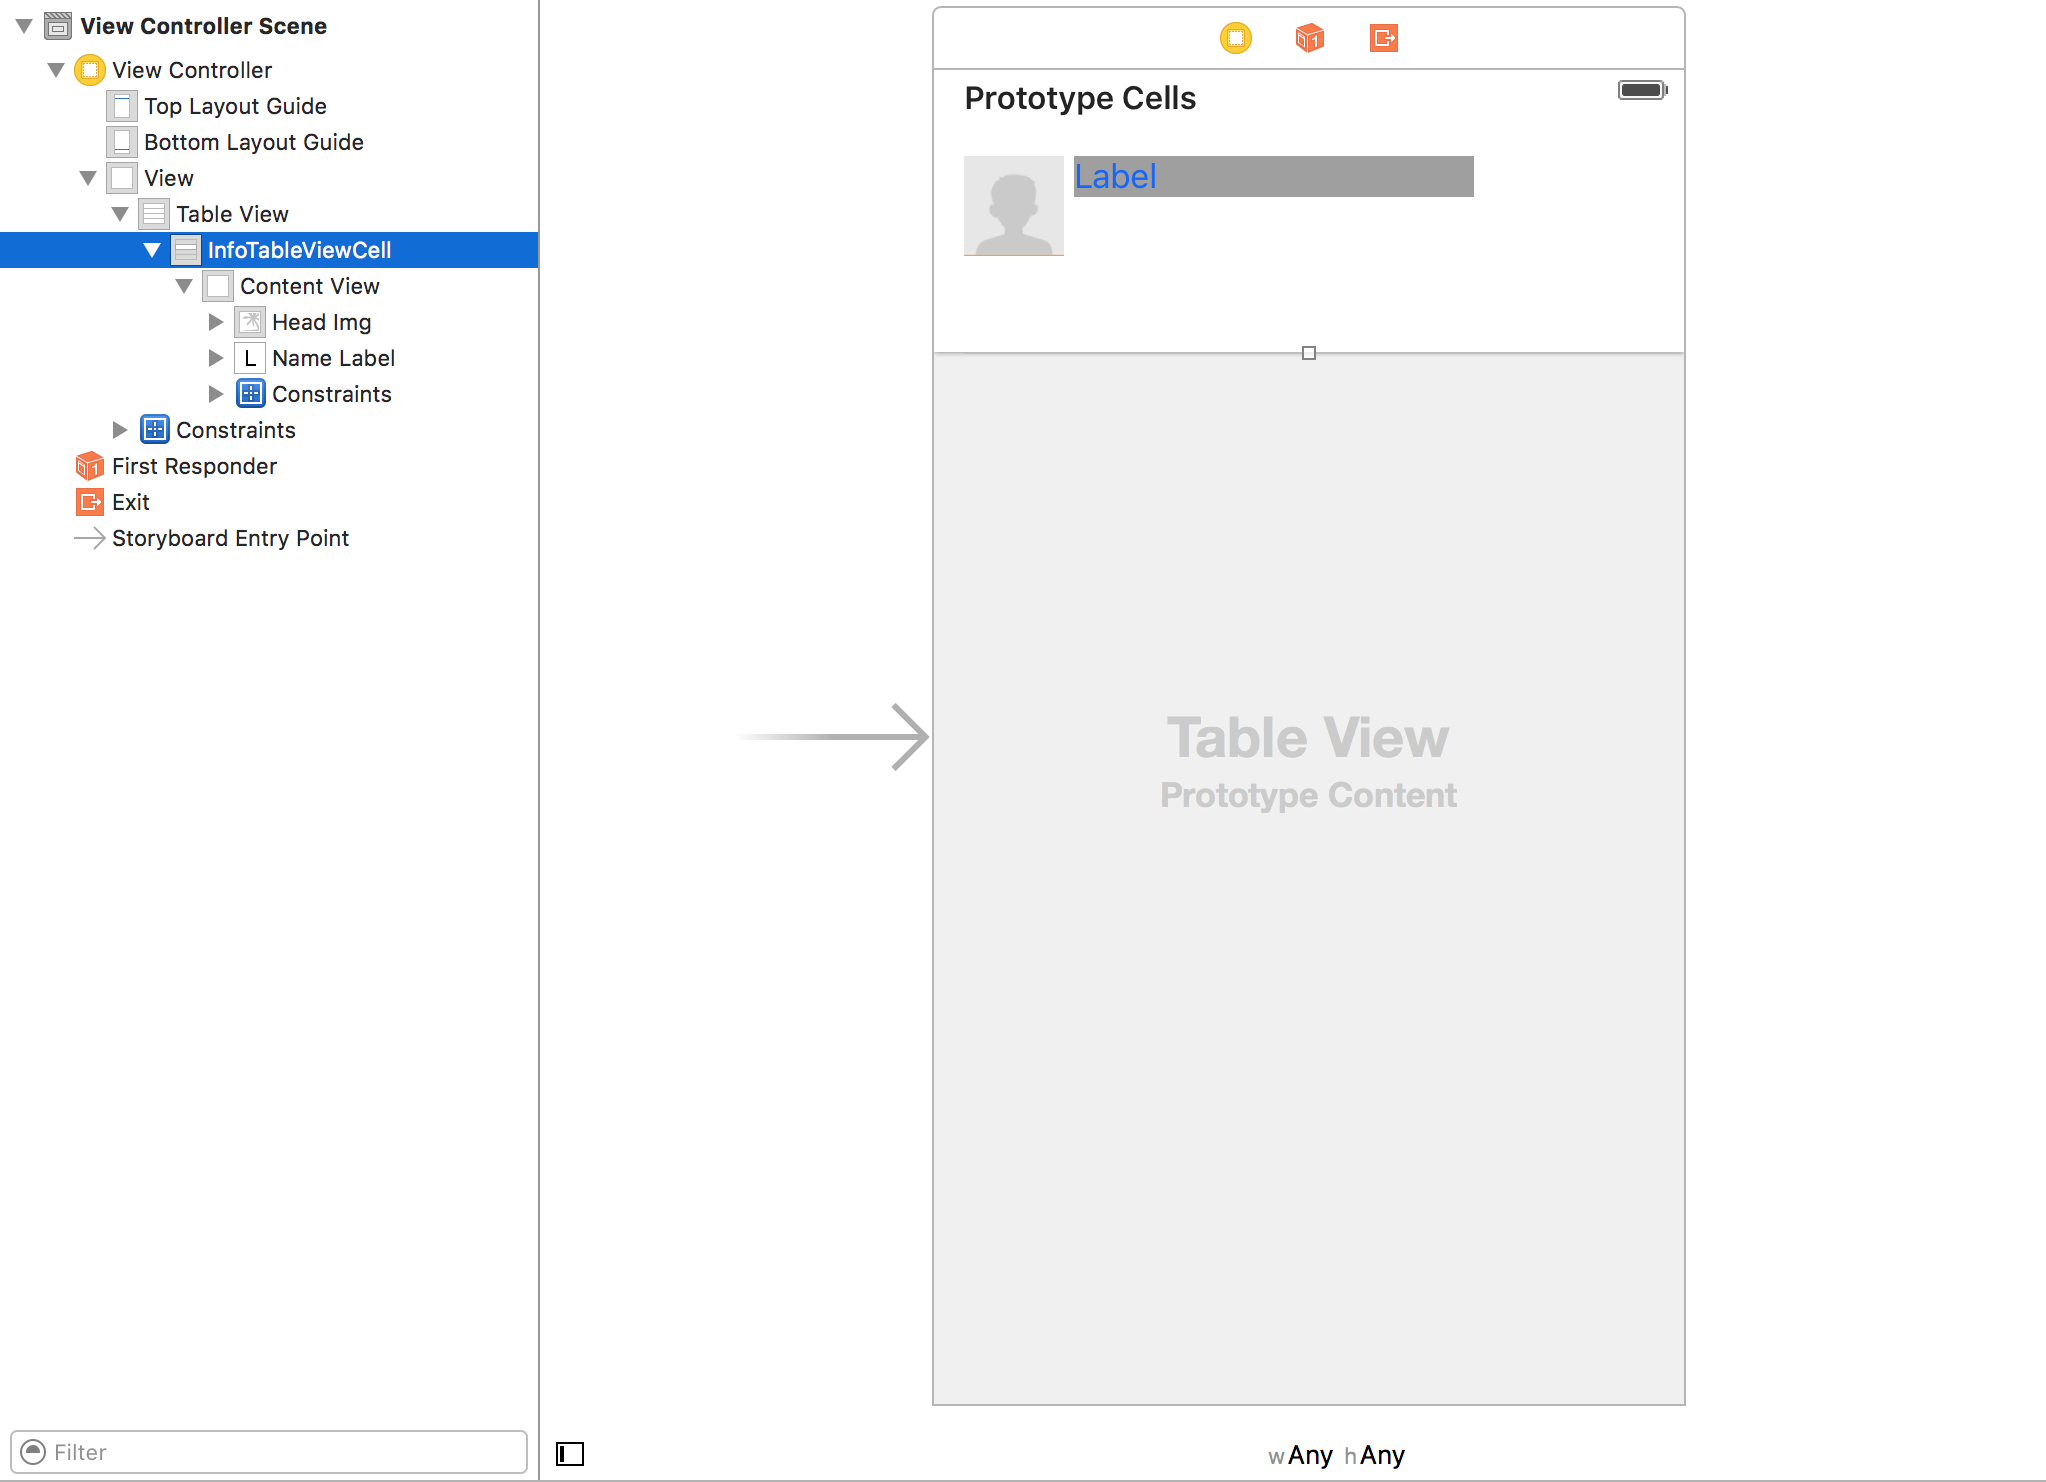 View Controller Scene
View Controller
Top Layout Guide
Bottom Layout Guide
View
Table View
InfoTableViewCell
Content View
Head Img
L Name Label
Constraints
Constraints
1 First Responder
Exit
Storyboard Entry Point
Filter
1
Prototype Cells
Label
Table View
Prototype Content
wAny hAny